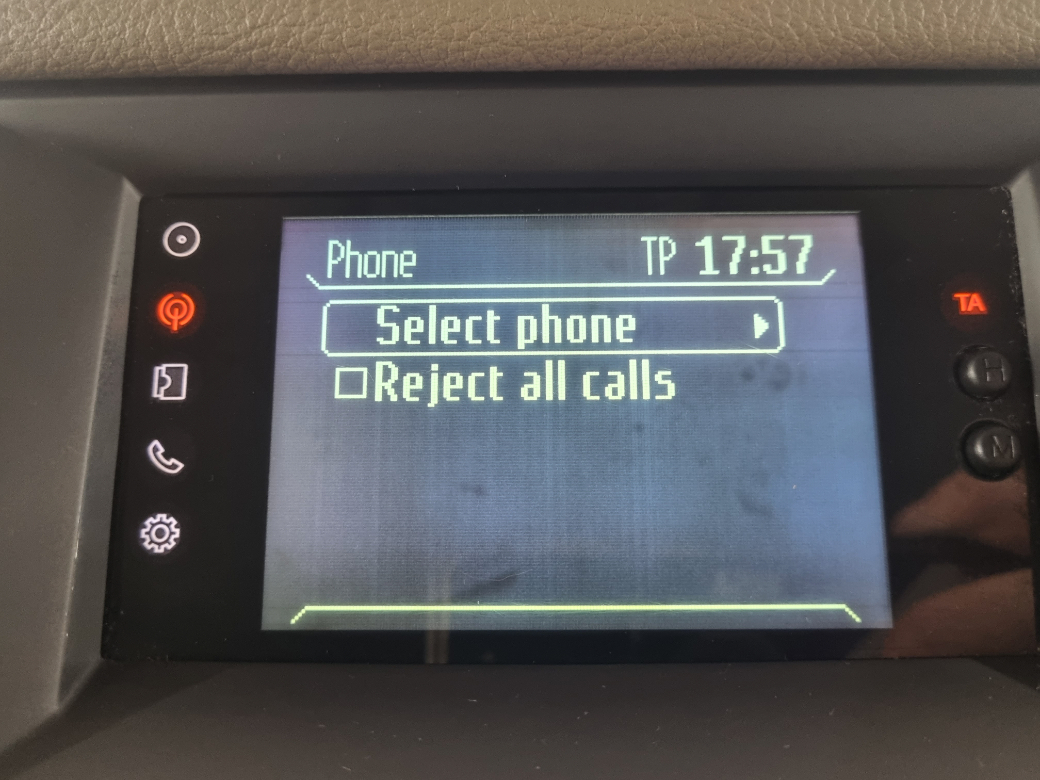 Phone TP 17:57
Select phone
Reject all calls
TA
H
M